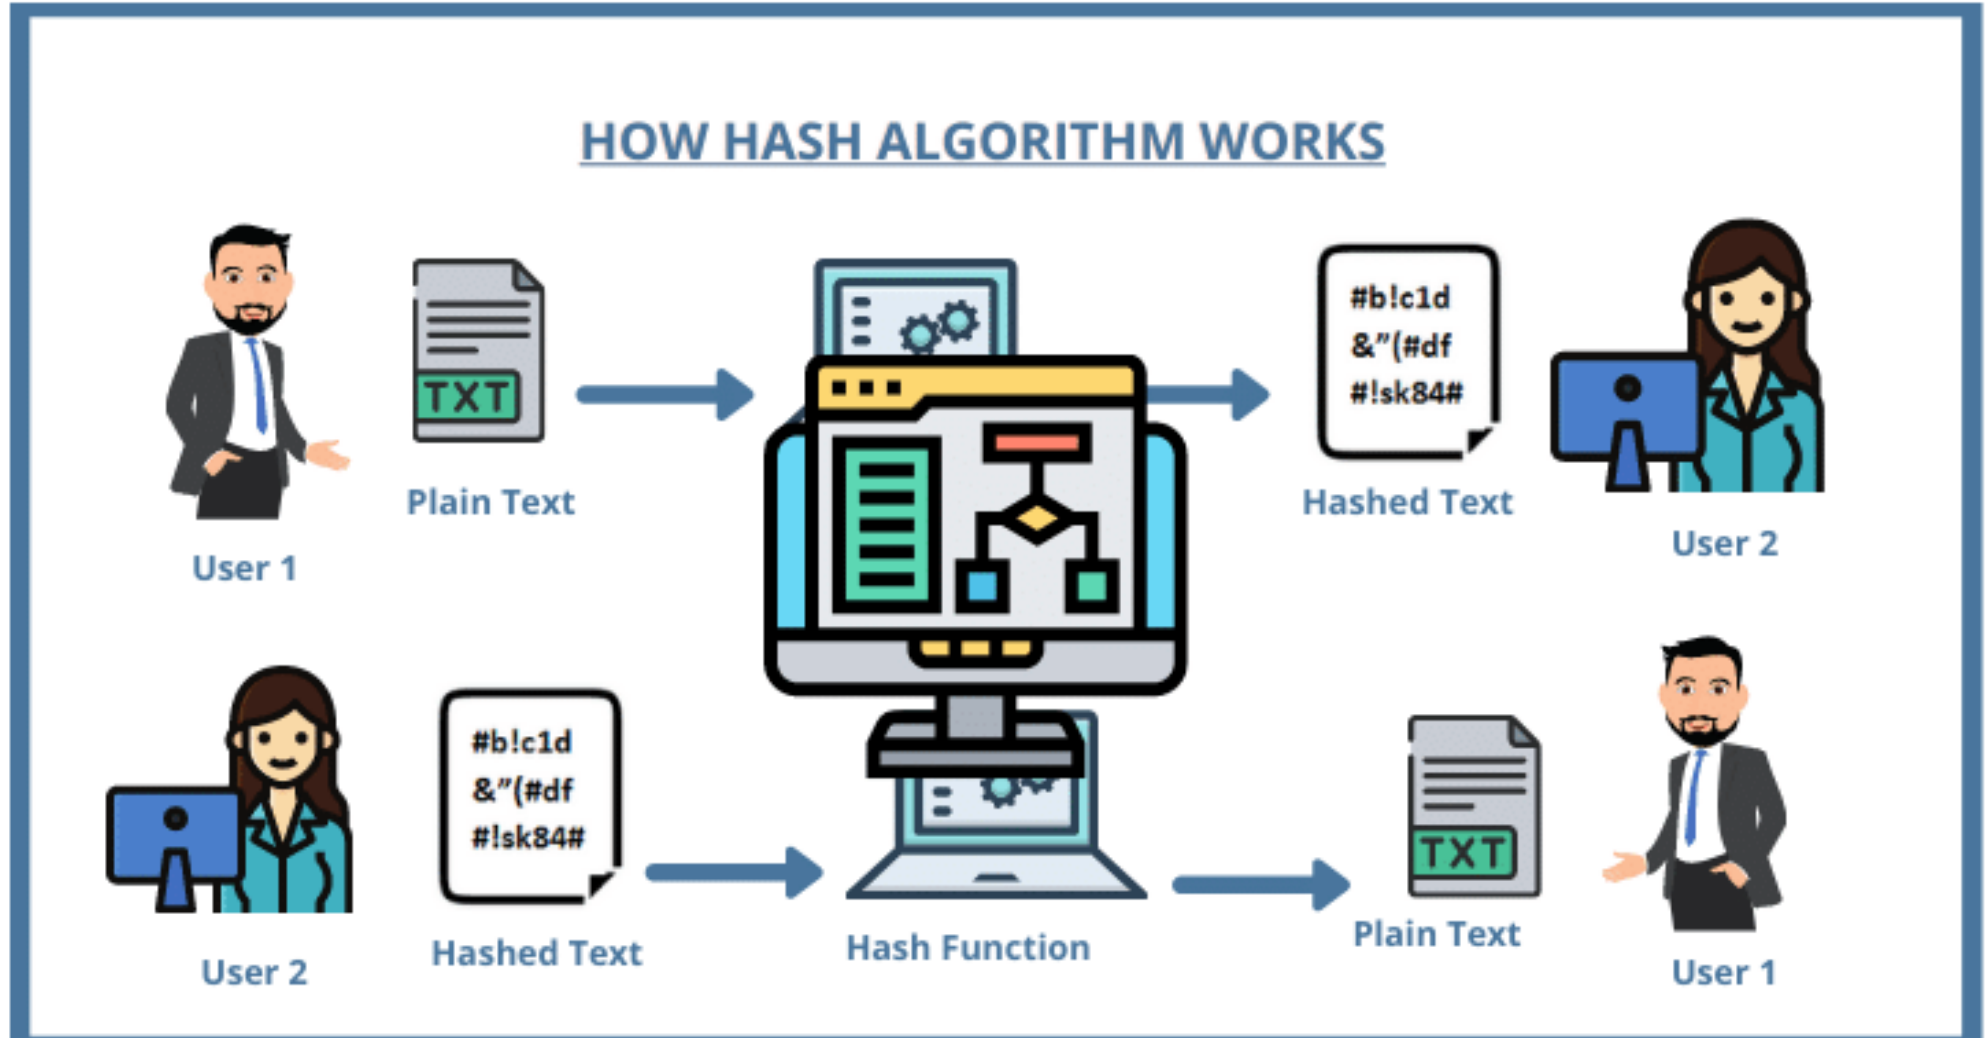 HOW HASH ALGORITHM WORKS
TXT
#b!c1d
&”(#df
#!sk84#
Plain Text
Hashed Text
User 1
User 2
#b!c1d
&”(#df
#!sk84#
TXT
Hashed Text
Hash Function
Plain Text
User 2
User 1